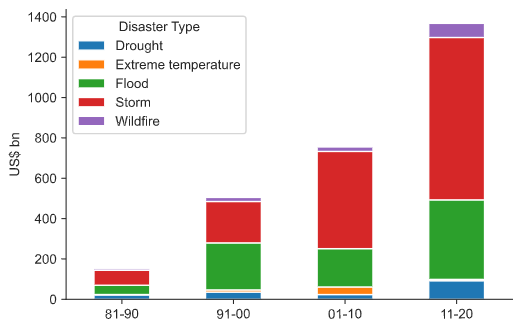 US$ bn
1400
1200
1000
800
600
400
200
0
Disaster Type
Drought
Extreme temperature
Flood
Storm
Wildfire
81-90 91-00 01-10 11-20